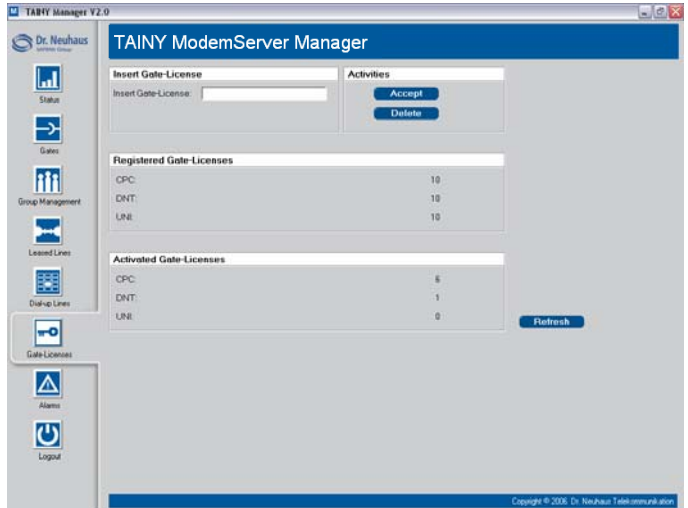 TAINY Manager V2.0
Dr. Neuhaus
TAINY ModemServer Manager
Insert Gate-License
Activities
Insert Gate-License:
Accept
Delete
Status
Gates
Registered Gate-Licenses
CPC: 10
DNT: 10
UNI: 10
Group Management
Leased Lines
Activated Gate-Licenses
CPC: 6
DNT: 1
UNI: 0
Refresh
Dial-up Lines
Gate-Licenses
Alarms
Logout
Copyright © 2006. Dr. Neuhaus Telekommunikation